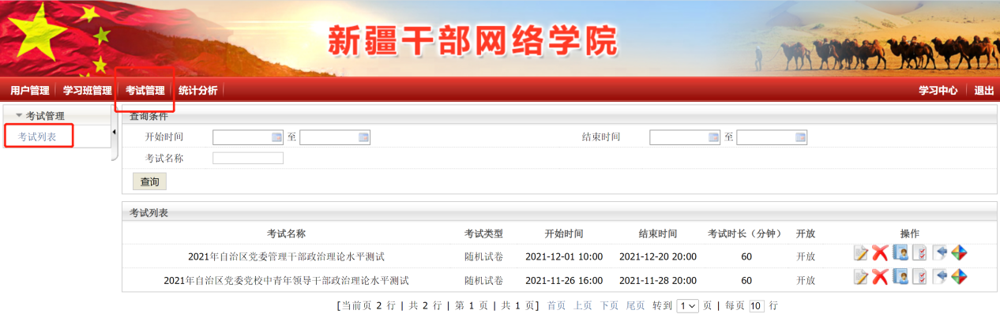 新疆干部网络学院
用户管理 学习班管理 考试管理 统计分析 学习中心 退出
考试管理
考试列表
查询条件
开始时间 至 结束时间 至
考试名称
查询
考试列表
考试名称 考试类型 开始时间 结束时间 考试时长（分钟） 开放 操作
2021年自治区党委管理干部政治理论水平测试 随机试卷 2021-12-01 10:00 2021-12-20 20:00 60 开放
2021年自治区党委党校中青年领导干部政治理论水平测试 随机试卷 2021-11-26 16:00 2021-11-28 20:00 60 开放
[当前页 2 行 | 共 2 行 | 第 1 页 | 共 1 页] 首页 上页 下页 尾页 转到 1 页 | 每页 10 行